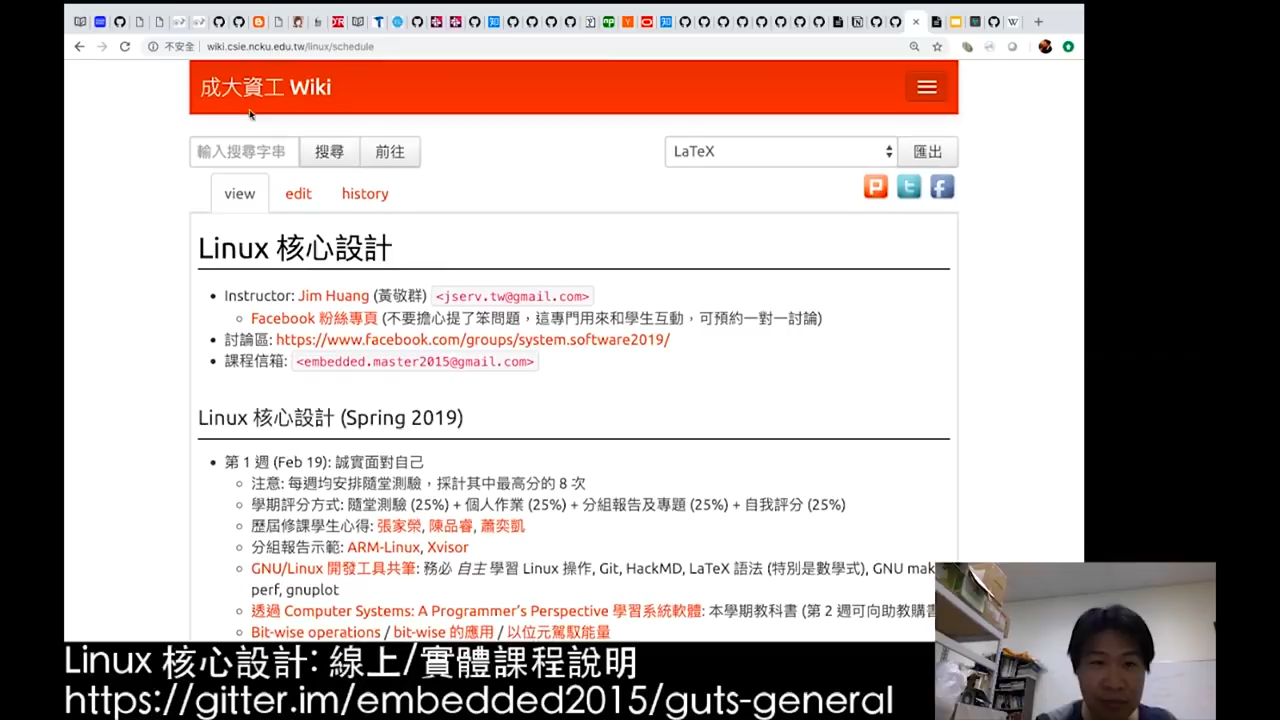 不安全 wiki.csie.ncku.edu.tw/linux/schedule
成大資工 Wiki
輸入搜尋字串 搜尋 前往 LaTeX 匯出
view edit history
Linux 核心設計
Instructor: Jim Huang (黃敬群) <jserv.tw@gmail.com>
Facebook 粉絲專頁 (不要擔心提了笨問題，這專門用來和學生互動，可預約一對一討論)
討論區: https://www.facebook.com/groups/system.software2019/
課程信箱: <embedded.master2015@gmail.com>
Linux 核心設計 (Spring 2019)
第 1 週 (Feb 19): 誠實面對自己
注意: 每週均安排隨堂測驗，採計其中最高分的 8 次
學期評分方式: 隨堂測驗 (25%) + 個人作業 (25%) + 分組報告及專題 (25%) + 自我評分 (25%)
歷屆修課學生心得: 張家榮, 陳品睿, 蕭奕凱
分組報告示範: ARM-Linux, Xvisor
GNU/Linux 開發工具共筆: 務必 自主 學習 Linux 操作, Git, HackMD, LaTeX 語法 (特別是數學式), GNU mak
perf, gnuplot
透過 Computer Systems: A Programmer's Perspective 學習系統軟體: 本學期教科書 (第 2 週可向助教購書
Bit-wise operations / bit-wise 的應用 / 以位元駕馭能量
Linux 核心設計: 線上/實體課程說明
https://gitter.im/embedded2015/guts-general